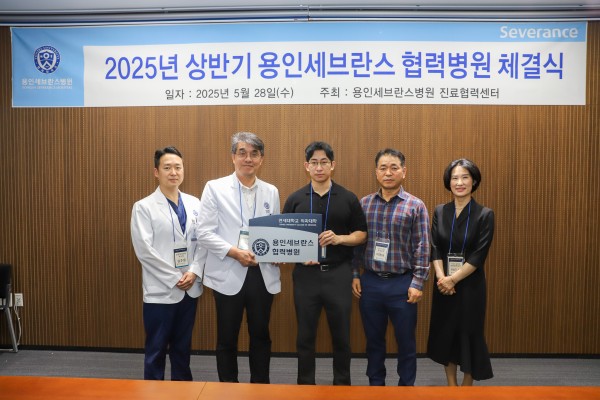 Severance
2025년 상반기 용인세브란스 협력병원 체결식
용인세브란스병원
일자 : 2025년 5월 28일(수)
주최 : 용인세브란스병원 진료협력센터
연세대학교 의과대학
용인세브란스
협력병원